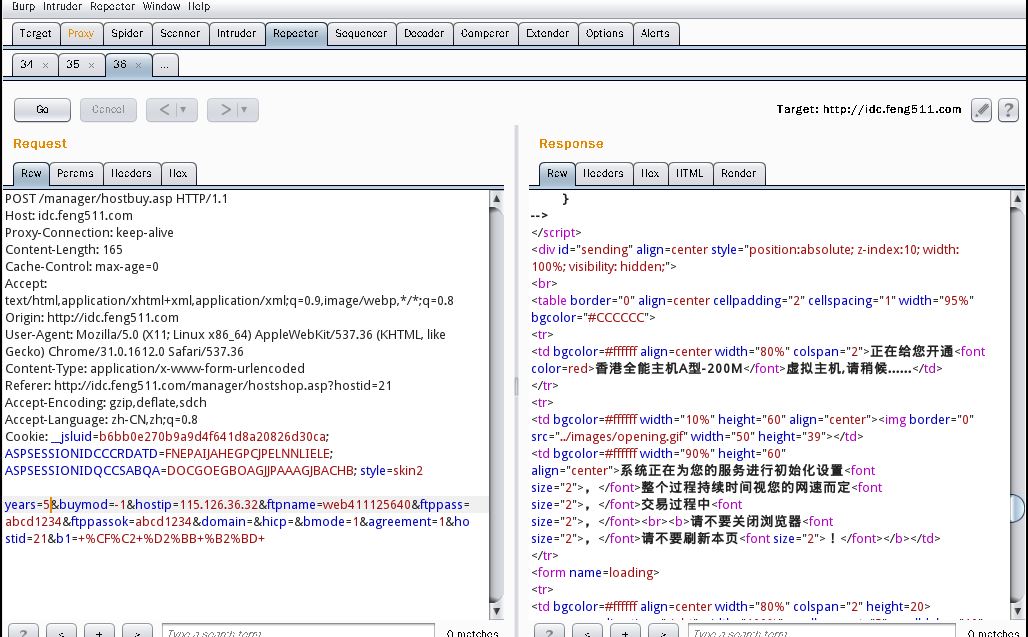 Burp Intruder Repeater Window Help
Target Proxy Spider Scanner Intruder Repeater Sequencer Decoder Comparer Extender Options Alerts
34 × 35 × 36 × ...
Go Cancel < > Target: http://idc.feng511.com ?
Request
Raw Params Headers Hex
POST /manager/hostbuy.asp HTTP/1.1
Host: idc.feng511.com
Proxy-Connection: keep-alive
Content-Length: 165
Cache-Control: max-age=0
Accept:
text/html,application/xhtml+xml,application/xml;q=0.9,image/webp,*/*;q=0.8
Origin: http://idc.feng511.com
User-Agent: Mozilla/5.0 (X11; Linux x86_64) AppleWebKit/537.36 (KHTML, like
Gecko) Chrome/31.0.1612.0 Safari/537.36
Content-Type: application/x-www-form-urlencoded
Referer: http://idc.feng511.com/manager/hostshop.asp?hostid=21
Accept-Encoding: gzip,deflate,sdch
Accept-Language: zh-CN,zh;q=0.8
Cookie: __jsluid=b6bb0e270b9a9d4f641d8a20826d30ca;
ASPSESSIONIDCCCRDATD=FNEPAIJAHEGPCJPELNNLIELE;
ASPSESSIONIDQCCSABQA=DOCGOEGBOAGJJPAAAGJBACHB; style=skin2
years=5&buymod=-1&hostip=115.126.36.32&ftpname=web411125640&ftppass=
abcd1234&ftppassok=abcd1234&domain=&hicp=&bmode=1&agreement=1&ho
stid=21&b1=+%CF%C2+%D2%BB+%B2%BD+
? < + > Type a search term 0 matches
Response
Raw Headers Hex HTML Render
}
-->
</script>
<div id="sending" align=center style="position:absolute; z-index:10; width:
100%; visibility: hidden;">
<br>
<table border="0" align=center cellpadding="2" cellspacing="1" width="95%"
bgcolor="#CCCCCC">
<tr>
<td bgcolor=#ffffff align=center width="80%" colspan="2">正在给您开通<font
color=red>香港全能主机A型-200M</font>虚拟主机,请稍候......</td>
</tr>
<tr>
<td bgcolor=#ffffff width="10%" height="60" align="center"><img border="0"
src="../images/opening.gif" width="50" height="39"></td>
<td bgcolor=#ffffff width="90%" height="60"
align="center">系统正在为您的服务进行初始化设置<font
size="2">，</font>整个过程持续时间视您的网速而定<font
size="2">，</font>交易过程中<font
size="2">，</font><br><b>请不要关闭浏览器<font
size="2">，</font>请不要刷新本页<font size="2">！</font></b></td>
</tr>
<form name=loading>
<tr>
<td bgcolor=#ffffff width="80%" colspan="2" height=20>
? < + > Type a search term 0 matches